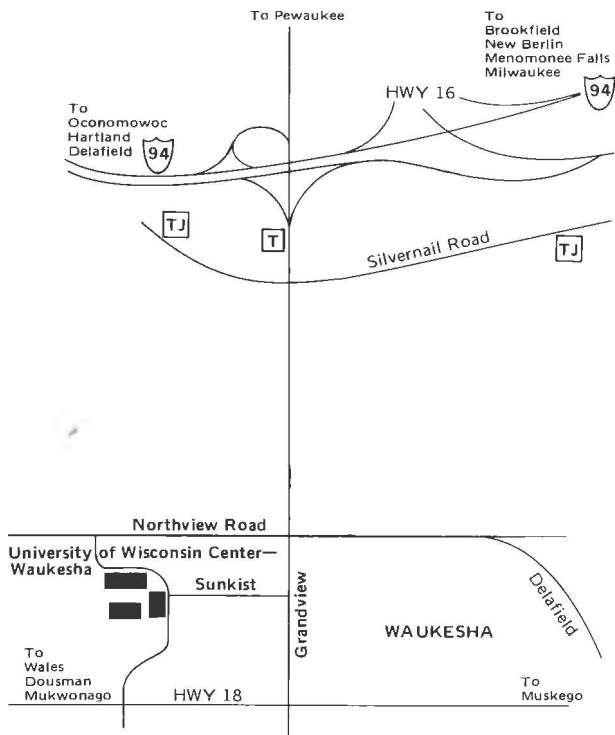 To Pewaukee
To
Brookfield
New Berlin
Menomonee Falls
Milwaukee
94
HWY 16
To
Oconomowoc
Hartland
Delafield
94
TJ
T
Silvernail Road
TJ
Northview Road
University of Wisconsin Center—
Waukesha
Sunkist
Grandview
WAUKESHA
Delafield
To
Wales
Dousman
Mukwonago
HWY 18
To
Muskego